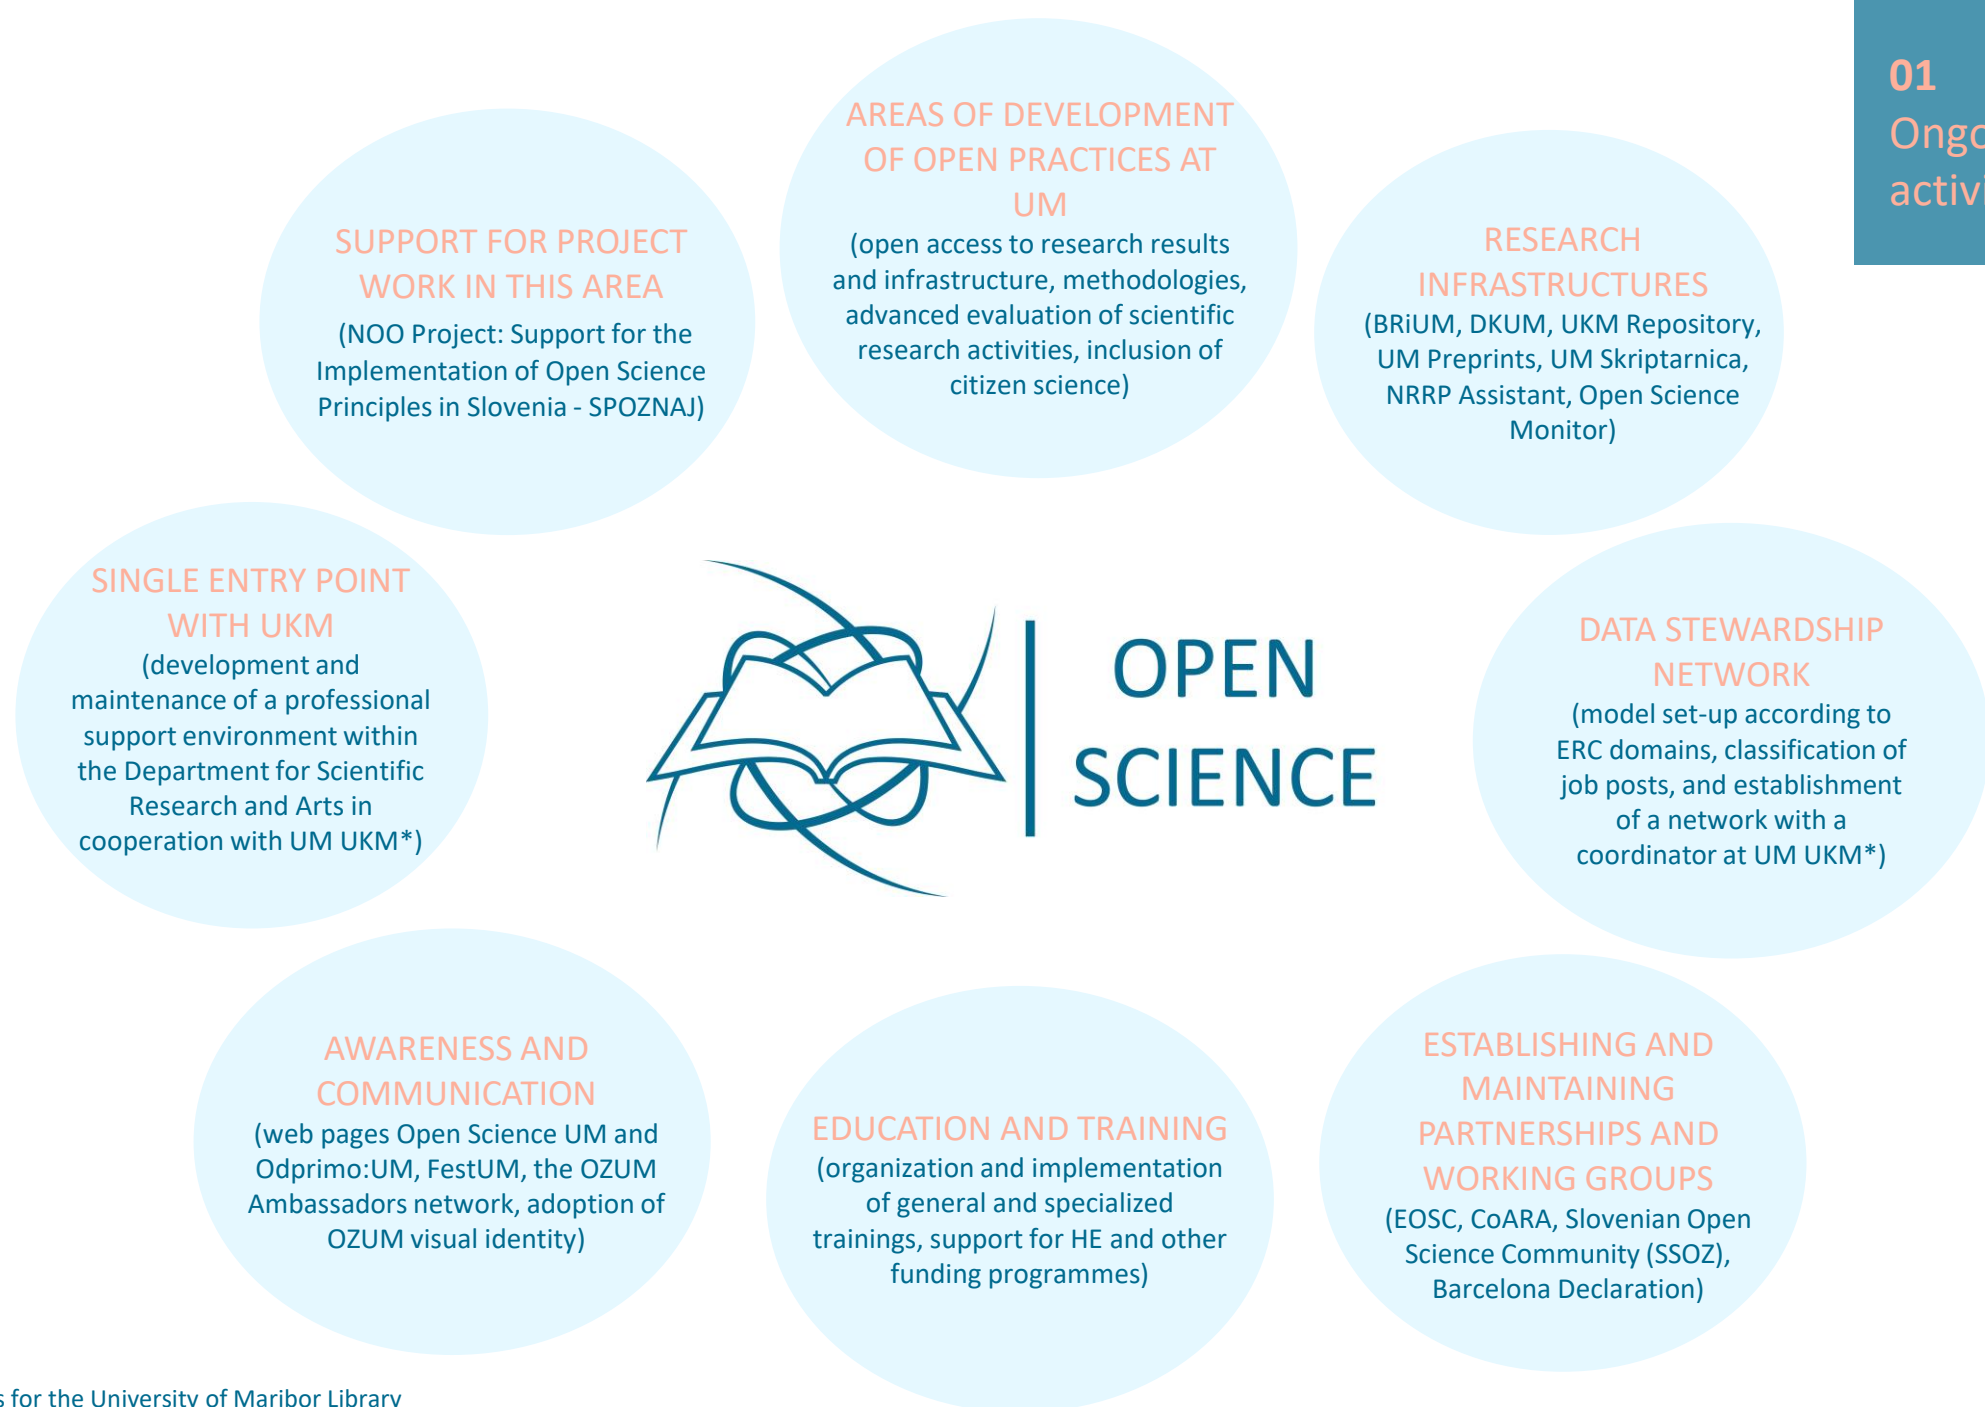 01
AREAS OF DEVELOPMENT
OF OPEN PRACTICES AT
UM
(open access to research results
and infrastructure, methodologies,
advanced evaluation of scientific
research activities, inclusion of
citizen science)
SUPPORT FOR PROJECT
WORK IN THIS AREA
(NOO Project: Support for the
Implementation of Open Science
Principles in Slovenia - SPOZNAJ)
RESEARCH
INFRASTRUCTURES
(BRiUM, DKUM, UKM Repository,
UM Preprints, UM Skriptarnica,
NRRP Assistant, Open Science
Monitor)
SINGLE ENTRY POINT
WITH UKM
(development and
maintenance of a professional
support environment within
the Department for Scientific
Research and Arts in
cooperation with UM UKM*)
OPEN
SCIENCE
DATA STEWARDSHIP
NETWORK
(model set-up according to
ERC domains, classification of
job posts, and establishment
of a network with a
coordinator at UM UKM*)
AWARENESS AND
COMMUNICATION
(web pages Open Science UM and
Odprimo:UM, FestUM, the OZUM
Ambassadors network, adoption of
OZUM visual identity)
EDUCATION AND TRAINING
(organization and implementation
of general and specialized
trainings, support for HE and other
funding programmes)
ESTABLISHING AND
MAINTAINING
PARTNERSHIPS AND
WORKING GROUPS
(EOSC, CoARA, Slovenian Open
Science Community (SSOZ),
Barcelona Declaration)
for the University of Maribor Library